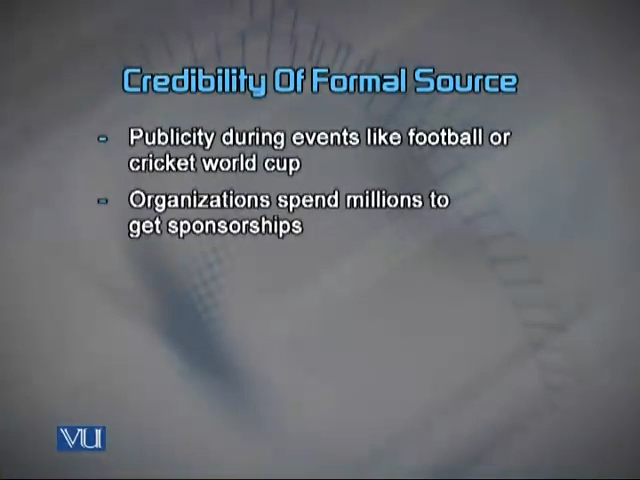 Credibility Of Formal Source
- Publicity during events like football or
cricket world cup
- Organizations spend millions to
get sponsorships
VU